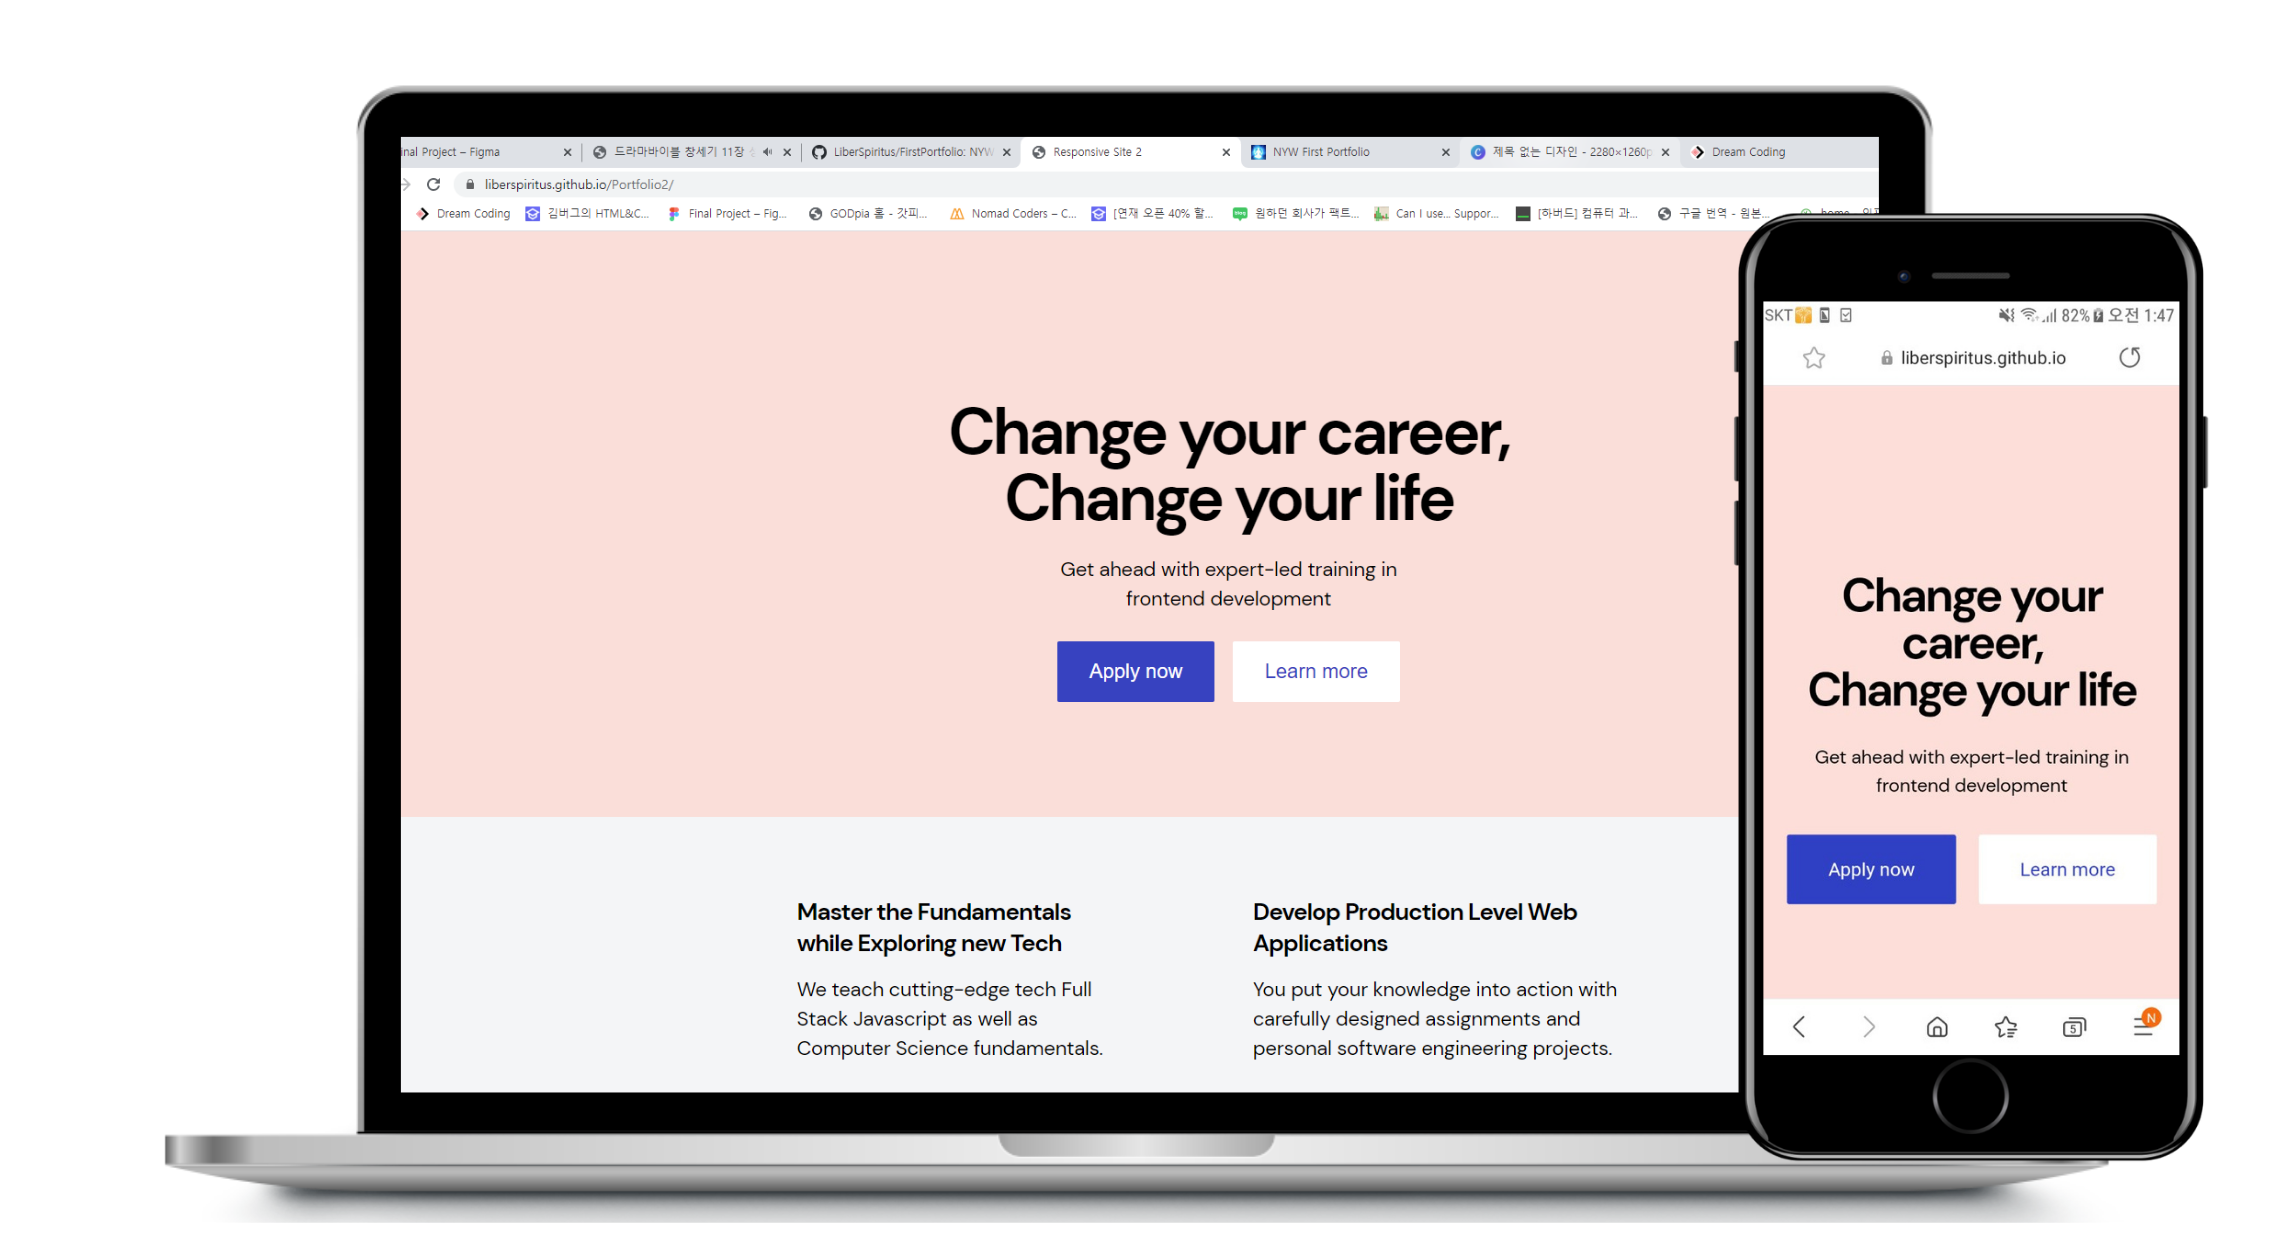 inal Project – Figma
드라마바이블 창세기 11장
LiberSpiritus/FirstPortfolio: NYW
Responsive Site 2
NYW First Portfolio
제목 없는 디자인 - 2280×1260p
Dream Coding
liberspiritus.github.io/Portfolio2/
Dream Coding
김버그의 HTML&C...
Final Project – Fig...
GODpia 홈 - 갓피...
Nomad Coders – C...
[연재 오픈 40% 할...
원하던 회사가 팩트...
Can I use... Suppor...
[하버드] 컴퓨터 과...
구글 번역 - 원본...
Change your career,
Change your life
Get ahead with expert-led training in
frontend development
Apply now
Learn more
Master the Fundamentals
while Exploring new Tech
We teach cutting-edge tech Full
Stack Javascript as well as
Computer Science fundamentals.
Develop Production Level Web
Applications
You put your knowledge into action with
carefully designed assignments and
personal software engineering projects.
SKT
82%
오전 1:47
liberspiritus.github.io
Change your
career,
Change your life
Get ahead with expert-led training in
frontend development
Apply now
Learn more
5
N